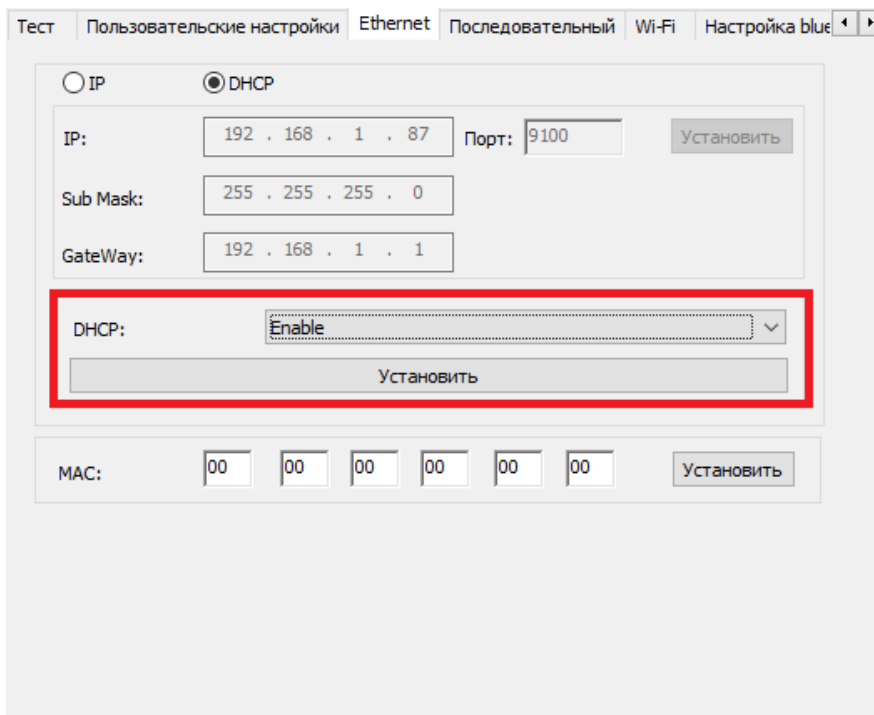 Тест Пользовательские настройки Ethernet Последовательный Wi-Fi Настройка blue
IP DHCP
IP: 192 . 168 . 1 . 87 Порт: 9100 Установить
Sub Mask: 255 . 255 . 255 . 0
GateWay: 192 . 168 . 1 . 1
DHCP: Enable
Установить
MAC: 00 00 00 00 00 00 Установить